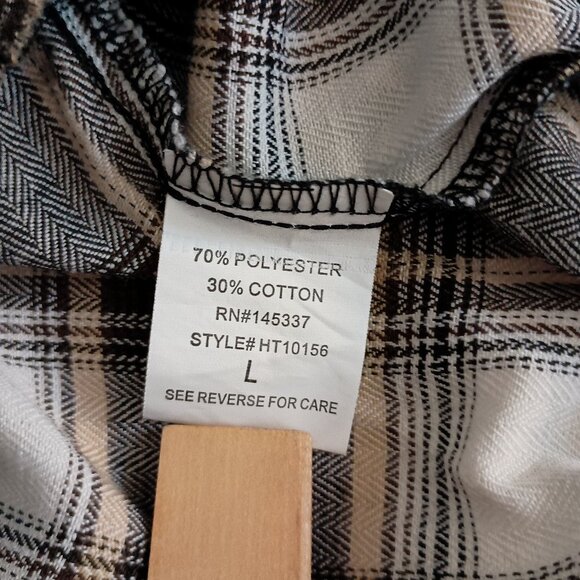 70% POLYESTER
30% COTTON
RN#145337
STYLE# HT10156
L
SEE REVERSE FOR CARE